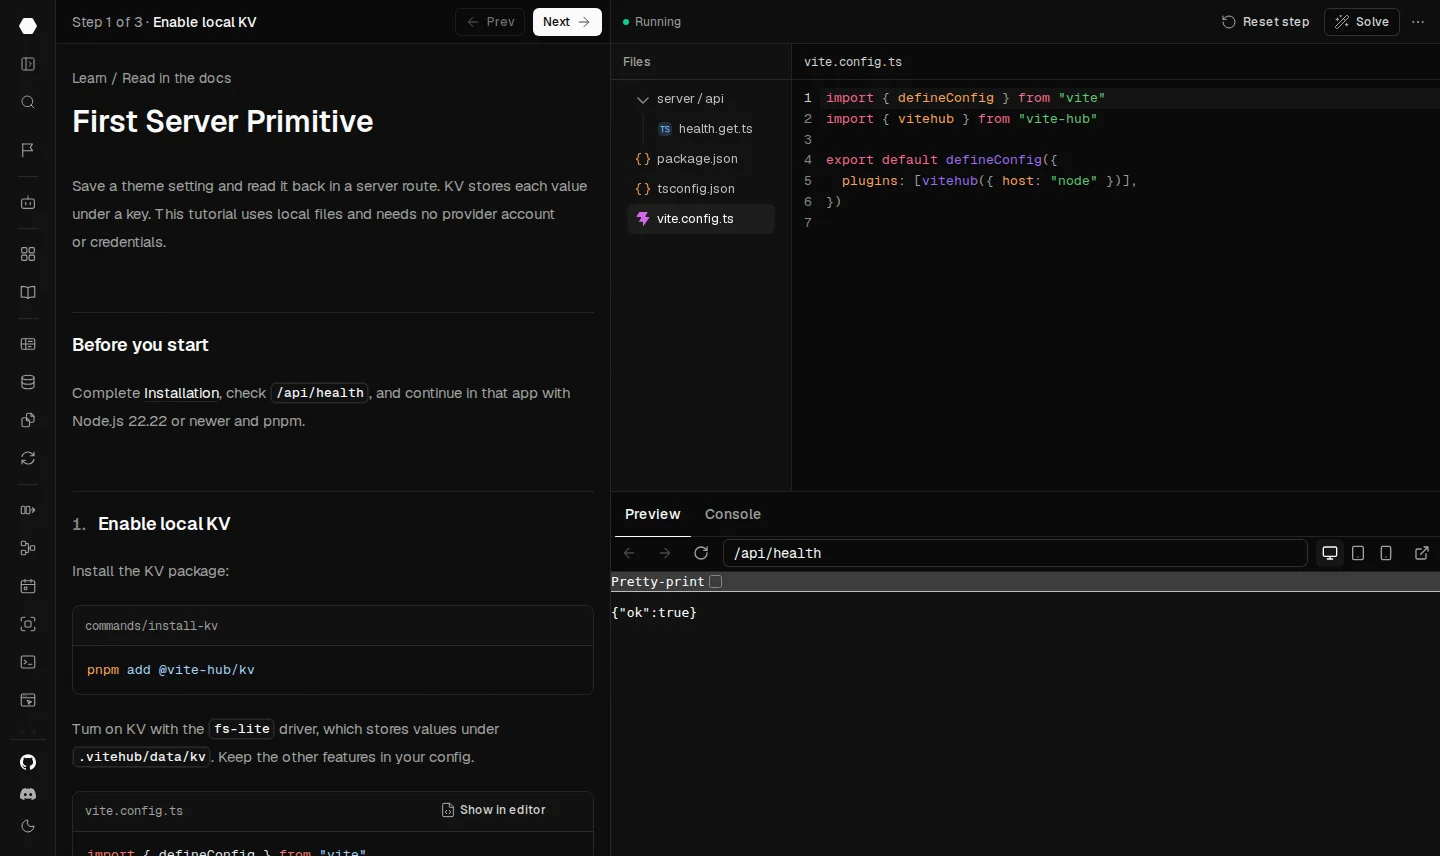 Step 1 of 3 · Enable local KV
Prev
Next
Learn / Read in the docs
First Server Primitive
Save a theme setting and read it back in a server route. KV stores each value
under a key. This tutorial uses local files and needs no provider account
or credentials.
Before you start
Complete Installation, check /api/health, and continue in that app with
Node.js 22.22 or newer and pnpm.
1. Enable local KV
Install the KV package:
commands/install-kv
pnpm add @vite-hub/kv
Turn on KV with the fs-lite driver, which stores values under
.vitehub/data/kv. Keep the other features in your config.
vite.config.ts
Show in editor
import { defineConfig } from "vite"
Running
Reset step
Solve
Files
server / api
TS health.get.ts
{} package.json
{} tsconfig.json
vite.config.ts
vite.config.ts
1 import { defineConfig } from "vite"
2 import { vitehub } from "vite-hub"
3
4 export default defineConfig({
5 plugins: [vitehub({ host: "node" })],
6 })
7
Preview
Console
/api/health
Pretty-print
{"ok":true}